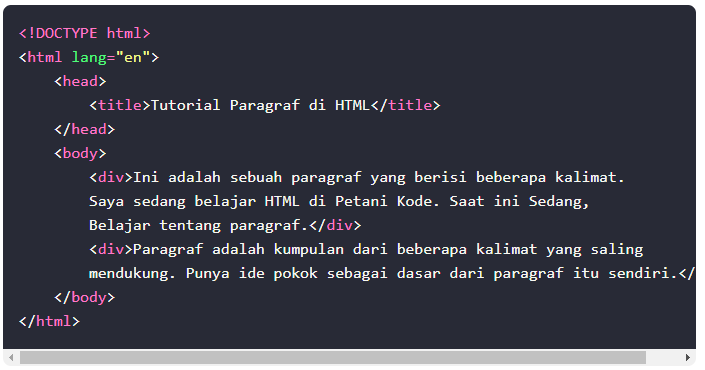 <!DOCTYPE html>
<html lang="en">
    <head>
        <title>Tutorial Paragraf di HTML</title>
    </head>
    <body>
        <div>Ini adalah sebuah paragraf yang berisi beberapa kalimat.
        Saya sedang belajar HTML di Petani Kode. Saat ini Sedang,
        Belajar tentang paragraf.</div>
        <div>Paragraf adalah kumpulan dari beberapa kalimat yang saling
        mendukung. Punya ide pokok sebagai dasar dari paragraf itu sendiri.</
    </body>
</html>